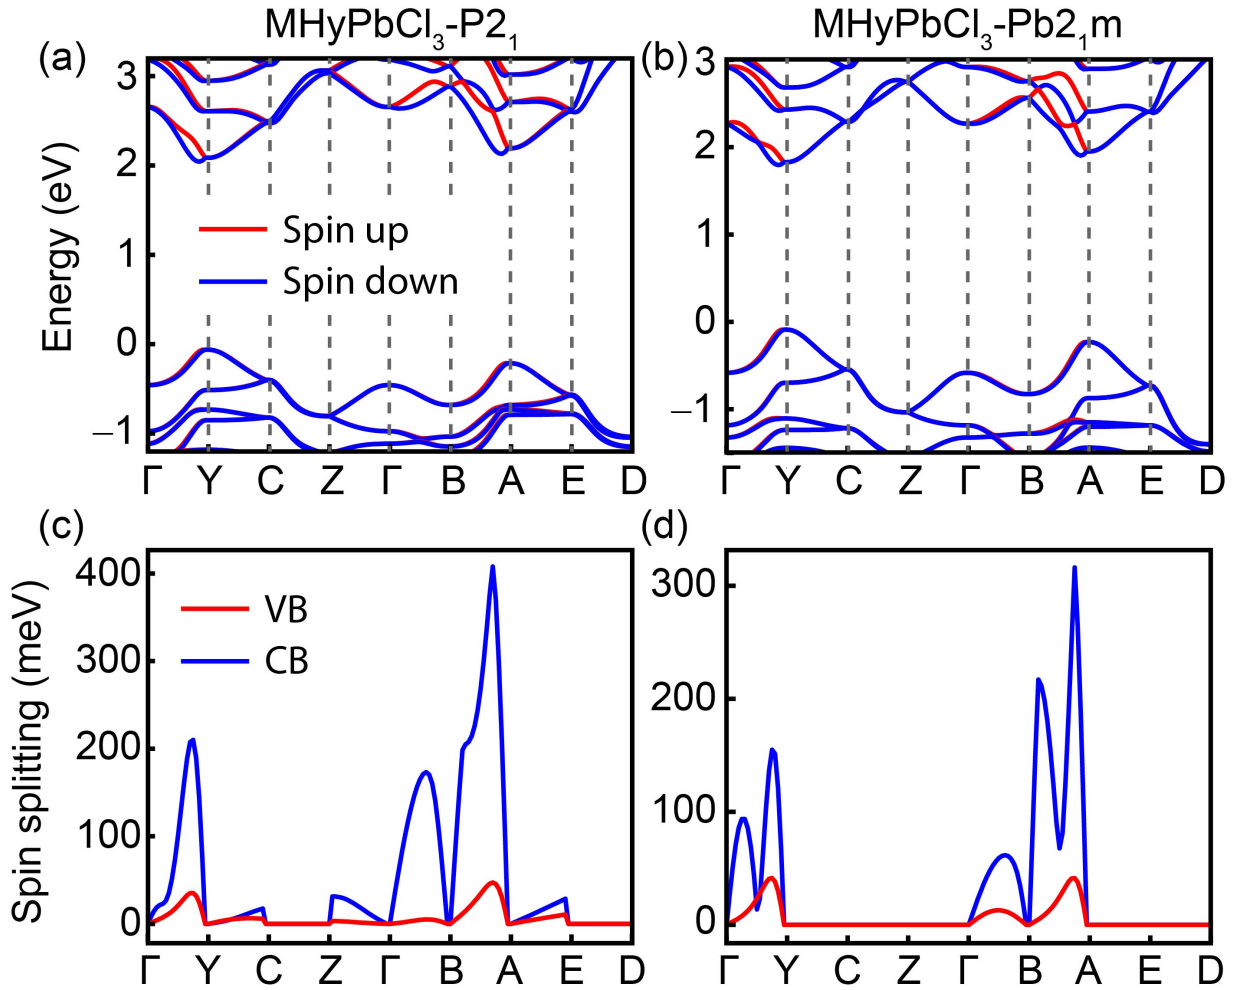 MHyPbCl₃-P2₁
MHyPbCl₃-Pb2₁m
(a)
(b)
Energy (eV)
3
2
1
0
−1
Spin up
Spin down
Γ Y C Z Γ B A E D
3
2
1
0
−1
Γ Y C Z Γ B A E D
(c)
(d)
Spin splitting (meV)
400
300
200
100
0
VB
CB
Γ Y C Z Γ B A E D
300
200
100
0
Γ Y C Z Γ B A E D